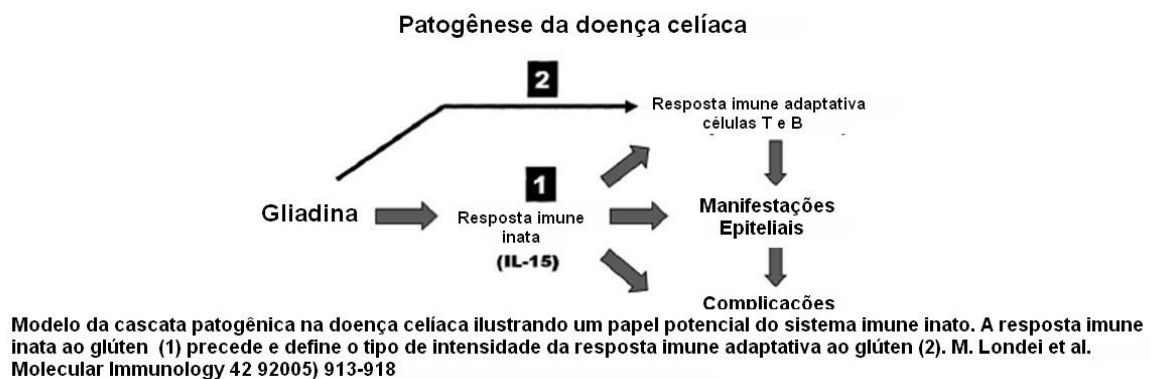 Patogênese da doença celíaca
2
Resposta imune adaptativa
células T e B
1
Gliadina
Resposta imune
inata
(IL-15)
Manifestações
Epiteliais
Complicações
Modelo da cascata patogênica na doença celíaca ilustrando um papel potencial do sistema imune inato. A resposta imune
inata ao glúten (1) precede e define o tipo de intensidade da resposta imune adaptativa ao glúten (2). M. Londei et al.
Molecular Immunology 42 92005) 913-918